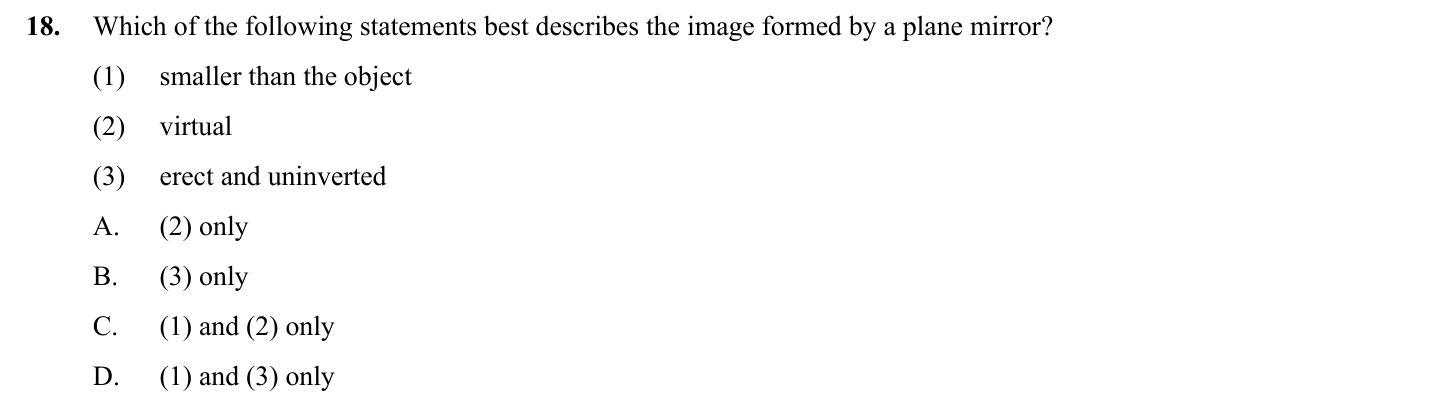 18. Which of the following statements best describes the image formed by a plane mirror?
(1) smaller than the object
(2) virtual
(3) erect and uninverted
A. (2) only
B. (3) only
C. (1) and (2) only
D. (1) and (3) only